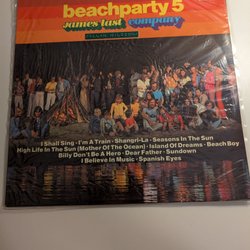 beachparty 5
james last company
I Shall Sing · I'm A Train · Shangri-La · Seasons In The Sun
High Life In The Sun (Mother Of The Ocean) · Island Of Dreams · Beach Boy
Billy Don't Be A Hero · Dear Father · Sundown
I Believe In Music · Spanish Eyes